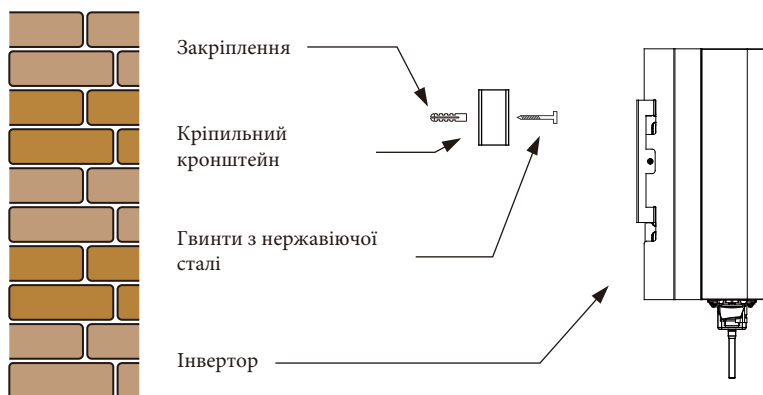 Закріплення
Кріпильний
кронштейн
Гвинти з нержавіючої
сталі
Інвертор